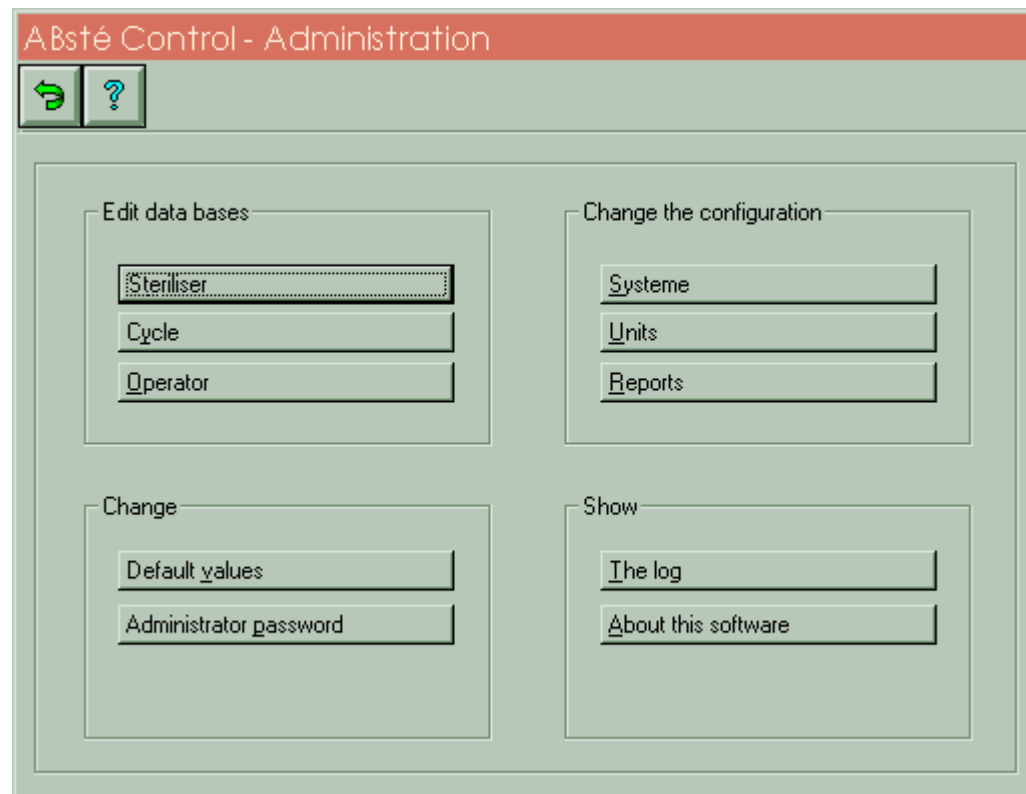 ABsté Control - Administration
?
Edit data bases
Steriliser
Cycle
Operator
Change the configuration
Systeme
Units
Reports
Change
Default values
Administrator password
Show
The log
About this software